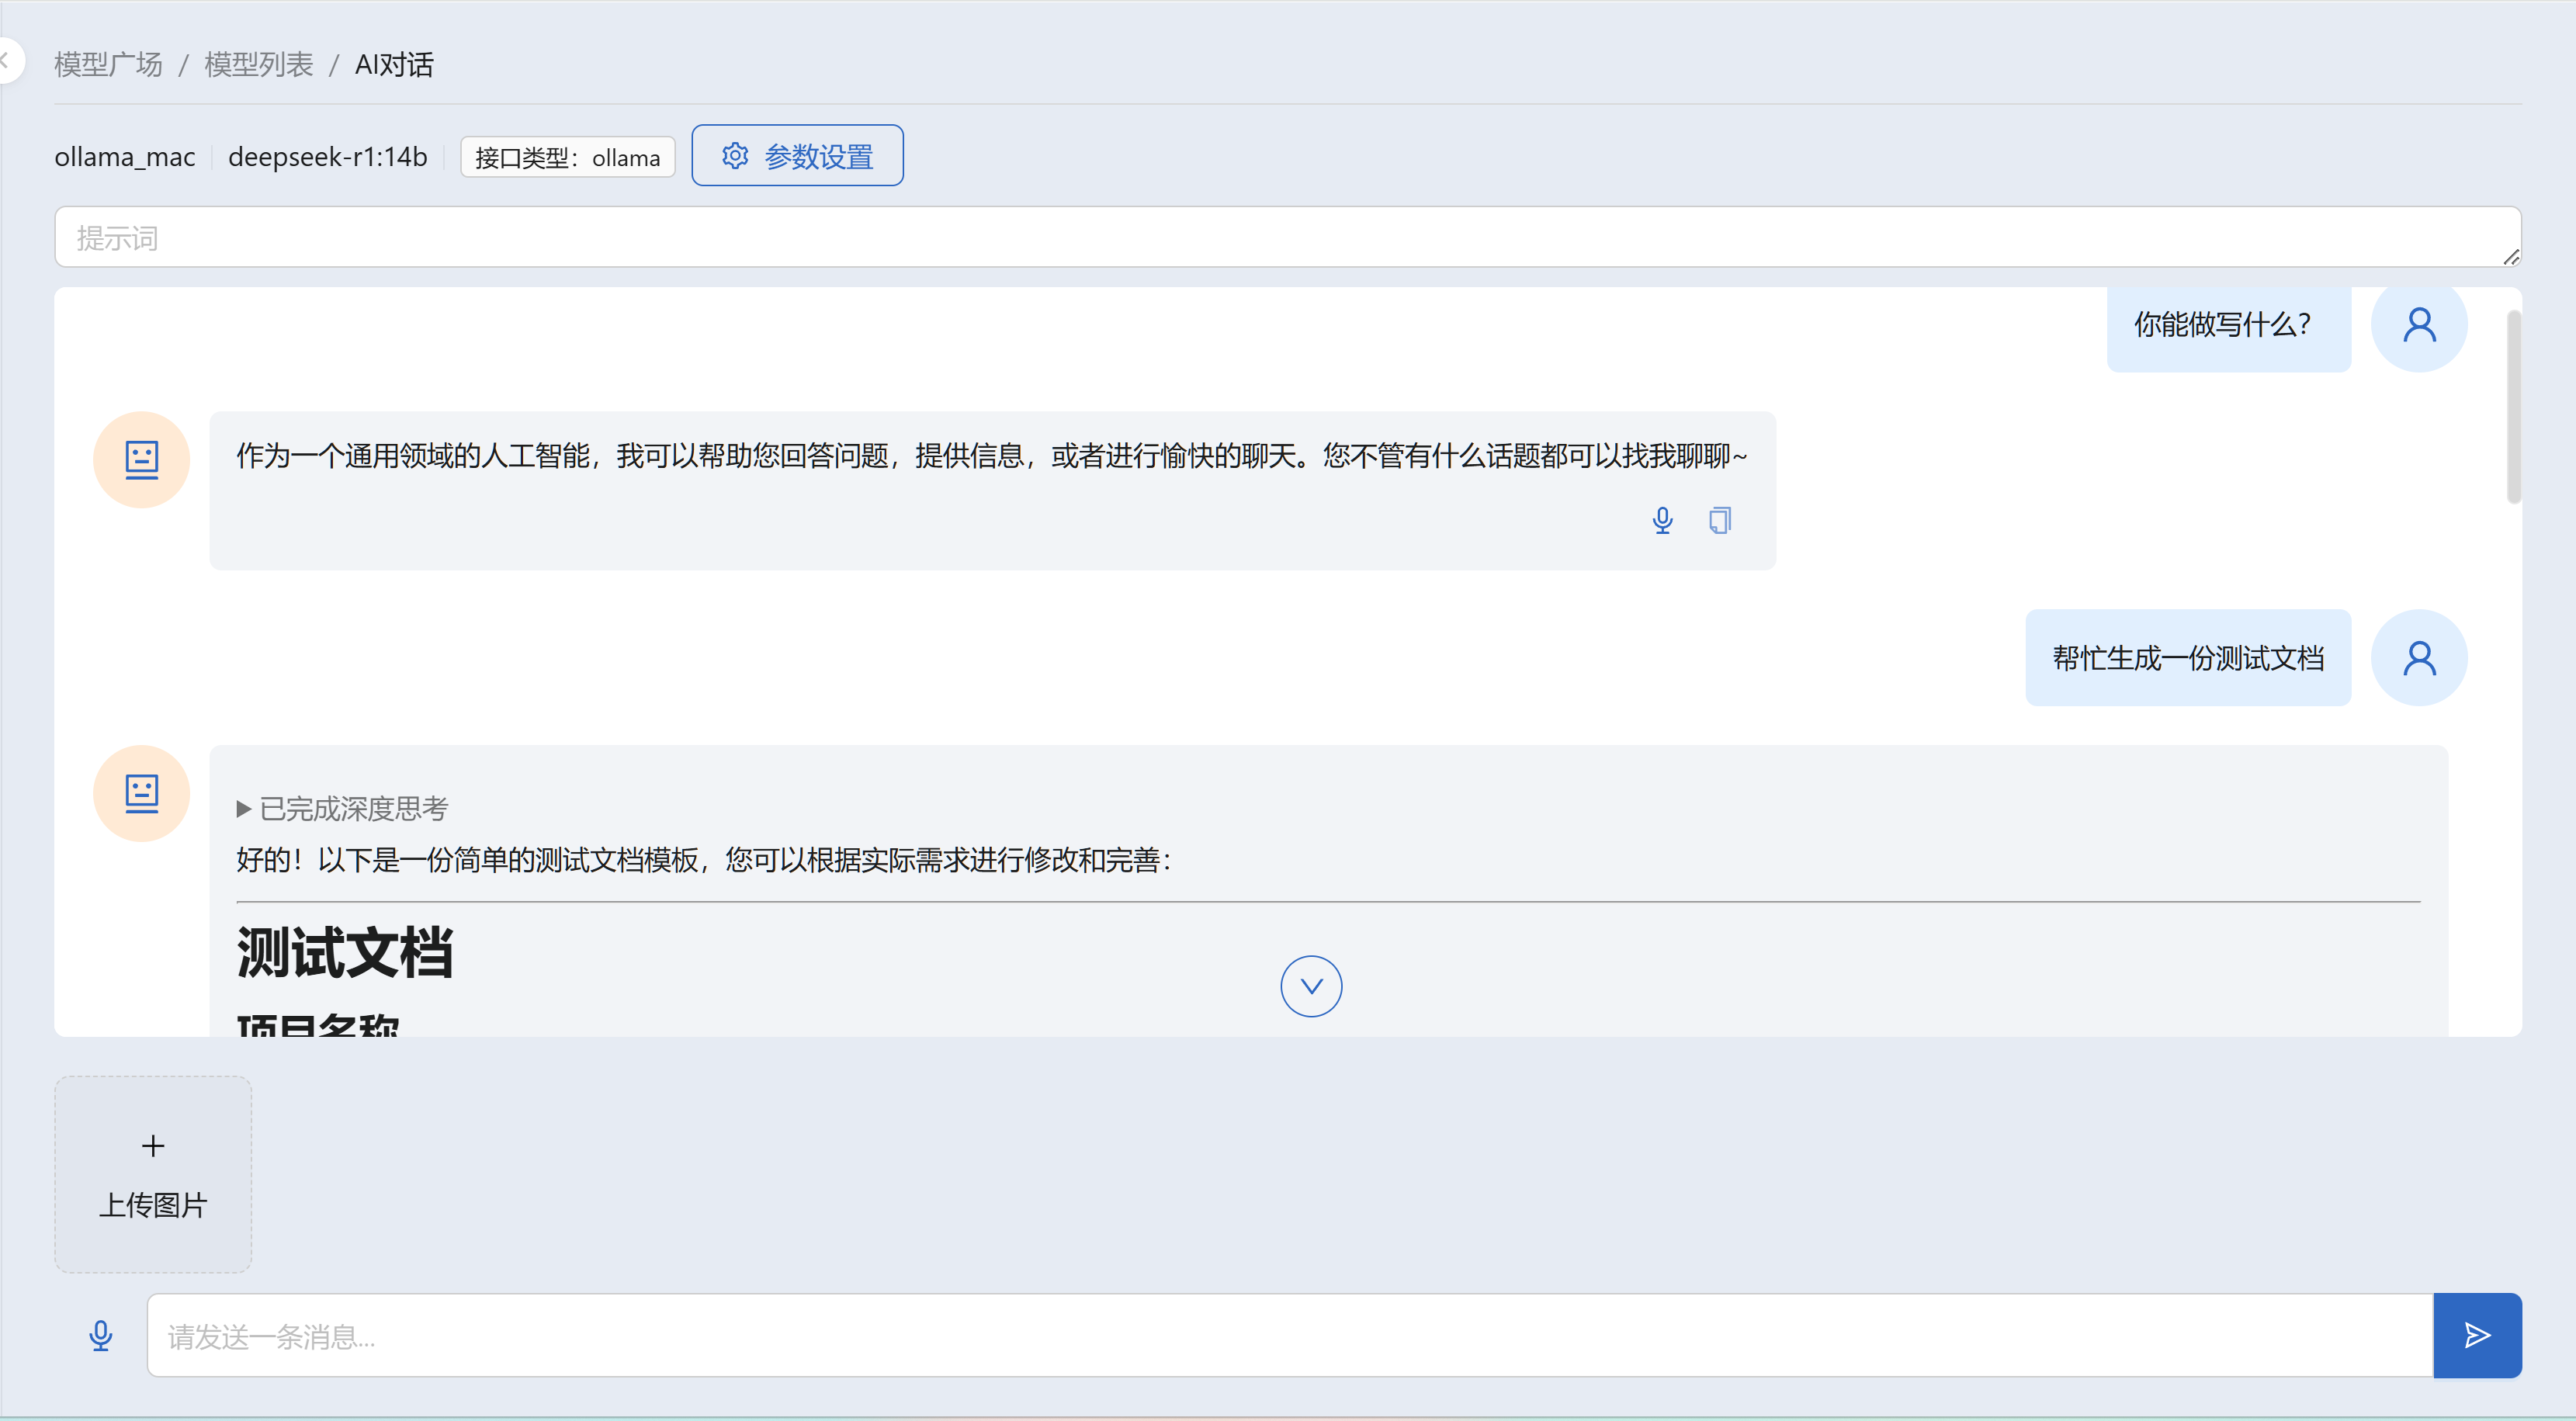 模型广场 / 模型列表 / AI对话
ollama_mac deepseek-r1:14b 接口类型：ollama 参数设置
提示词
你能做写什么？
作为一个通用领域的人工智能，我可以帮助您回答问题，提供信息，或者进行愉快的聊天。您不管有什么话题都可以找我聊聊~
帮忙生成一份测试文档
已完成深度思考
好的！以下是一份简单的测试文档模板，您可以根据实际需求进行修改和完善：
测试文档
项目名称
上传图片
请发送一条消息...